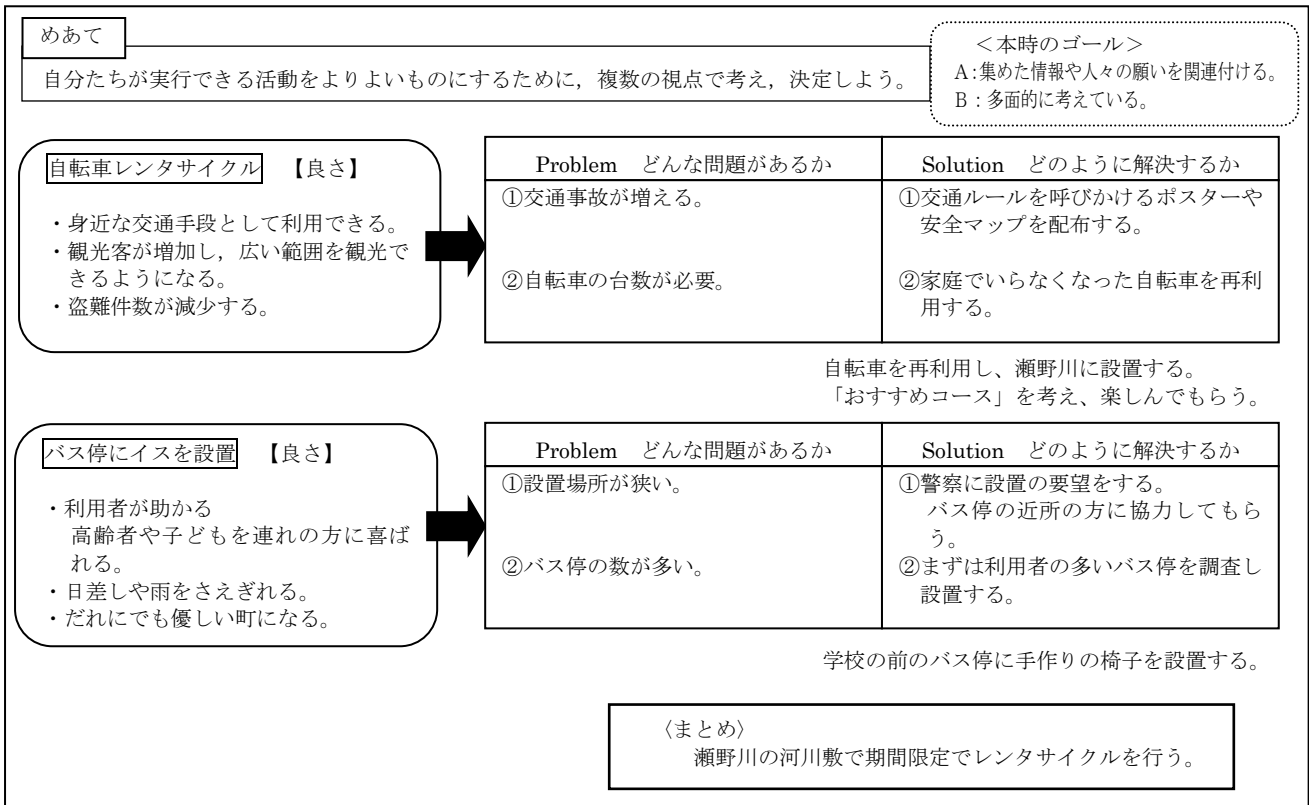 めあて
自分たちが実行できる活動をよりよいものにするために，複数の視点で考え，決定しよう。
＜本時のゴール＞
A：集めた情報や人々の願いを関連付ける。
B：多面的に考えている。
自転車レンタサイクル　【良さ】
・身近な交通手段として利用できる。
・観光客が増加し，広い範囲を観光で
きるようになる。
・盗難件数が減少する。
Problem　どんな問題があるか
①交通事故が増える。
②自転車の台数が必要。
Solution　どのように解決するか
①交通ルールを呼びかけるポスターや
安全マップを配布する。
②家庭でいらなくなった自転車を再利
用する。
自転車を再利用し、瀬野川に設置する。
「おすすめコース」を考え、楽しんでもらう。
バス停にイスを設置　【良さ】
・利用者が助かる
高齢者や子どもを連れの方に喜ば
れる。
・日差しや雨をさえぎれる。
・だれにでも優しい町になる。
Problem　どんな問題があるか
①設置場所が狭い。
②バス停の数が多い。
Solution　どのように解決するか
①警察に設置の要望をする。
バス停の近所の方に協力してもら
う。
②まずは利用者の多いバス停を調査し
設置する。
学校の前のバス停に手作りの椅子を設置する。
〈まとめ〉
瀬野川の河川敷で期間限定でレンタサイクルを行う。